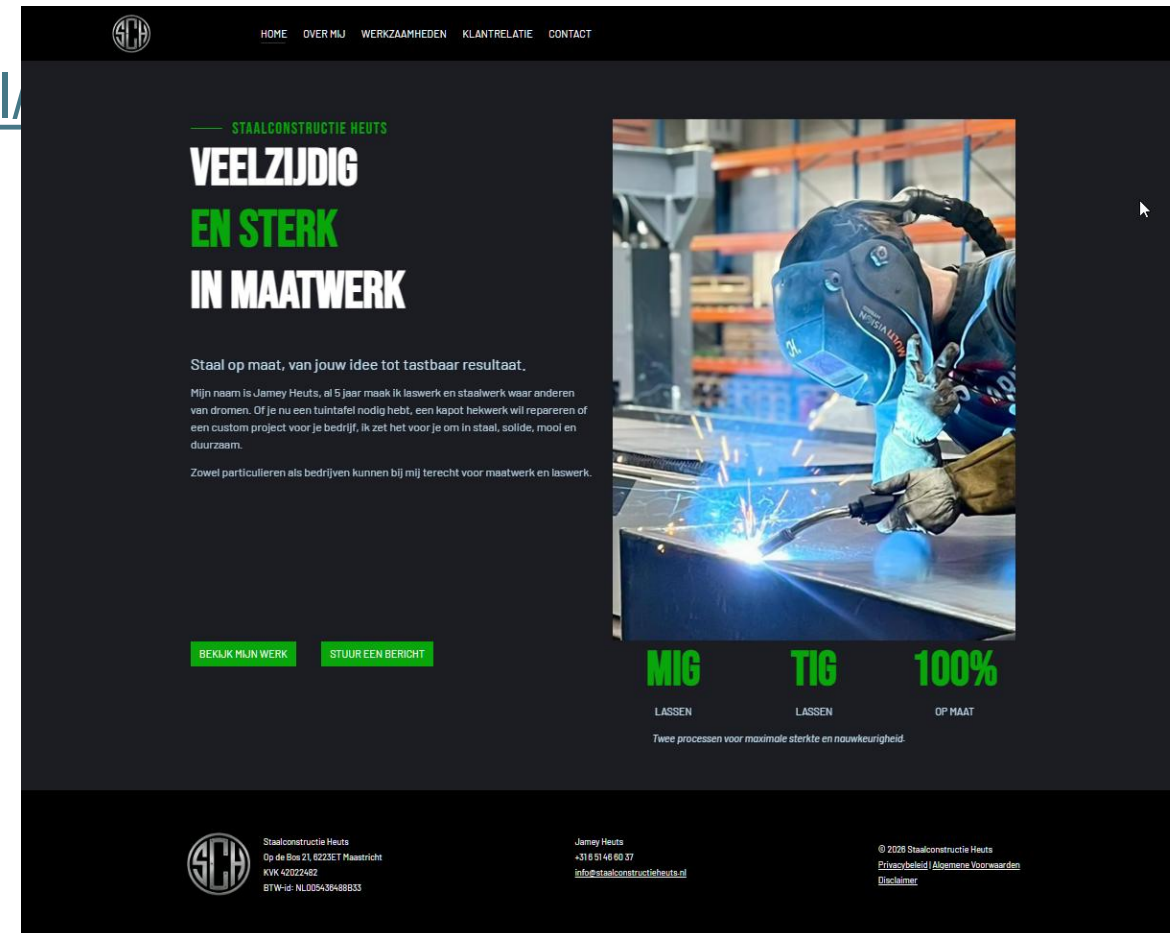 SCH
HOME OVER MIJ WERKZAAMHEDEN KLANTRELATIE CONTACT
STAALCONSTRUCTIE HEUTS
VEELZIJDIG
EN STERK
IN MAATWERK
Staal op maat, van jouw idee tot tastbaar resultaat.
Mijn naam is Jamey Heuts, al 5 jaar maak ik laswerk en staalwerk waar anderen
van dromen. Of je nu een tuintafel nodig hebt, een kapot hekwerk wil repareren of
een custom project voor je bedrijf, ik zet het voor je om in staal, solide, mooi en
duurzaam.
Zowel particulieren als bedrijven kunnen bij mij terecht voor maatwerk en laswerk.
MULTIVISION
H.
BEKIJK MIJN WERK STUUR EEN BERICHT
MIG TIG 100%
LASSEN LASSEN OP MAAT
Twee processen voor maximale sterkte en nauwkeurigheid.
SCH
Staalconstructie Heuts
Op de Bos 21, 6223ET Maastricht
KVK 42022482
BTW-id: NL005436488B33
Jamey Heuts
+31 6 51 46 60 37
info@staalconstructieheuts.nl
© 2026 Staalconstructie Heuts
Privacybeleid | Algemene Voorwaarden
Disclaimer